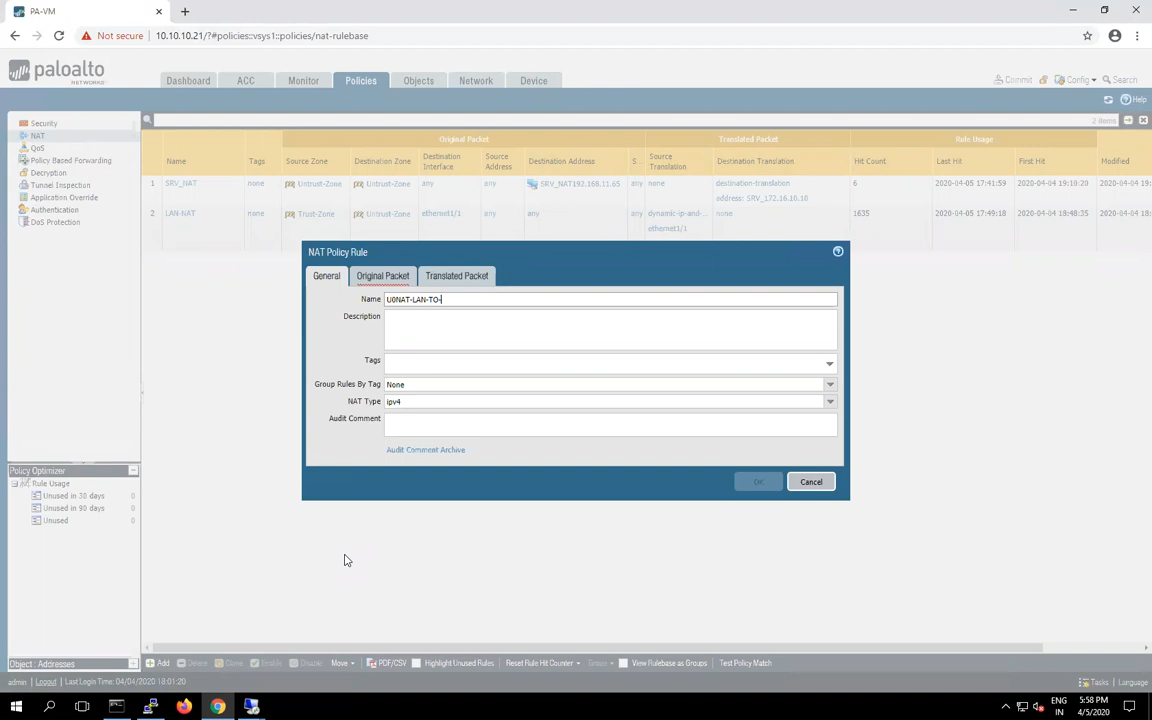 PA-VM
Not secure 10.10.10.21/?#policies::vsys1::policies/nat-rulebase
paloalto
NETWORKS
Dashboard ACC Monitor Policies Objects Network Device
Commit Config Search
Help
Security
NAT
QoS
Policy Based Forwarding
Decryption
Tunnel Inspection
Application Override
Authentication
DoS Protection
2 items
Original Packet Translated Packet Rule Usage
Name Tags Source Zone Destination Zone Destination Interface Source Address Destination Address S... Source Translation Destination Translation Hit Count Last Hit First Hit Modified
1 SRV_NAT none Untrust-Zone Untrust-Zone any any SRV_NAT192.168.11.65 any none destination-translation 6 2020-04-05 17:41:59 2020-04-04 19:10:20 2020-04-04 19:
address: SRV_172.16.10.10
2 LAN-NAT none Trust-Zone Untrust-Zone ethernet1/1 any any any dynamic-ip-and-... none 1635 2020-04-05 17:49:18 2020-04-04 18:48:35 2020-04-04 18:
ethernet1/1
NAT Policy Rule
General Original Packet Translated Packet
Name U0NAT-LAN-TO-
Description
Tags
Group Rules By Tag None
NAT Type ipv4
Audit Comment
Audit Comment Archive
OK Cancel
Policy Optimizer
Rule Usage
Unused in 30 days 0
Unused in 90 days 0
Unused 0
Object : Addresses
Add Delete Clone Enable Disable Move PDF/CSV Highlight Unused Rules Reset Rule Hit Counter Group View Rulebase as Groups Test Policy Match
admin Logout Last Login Time: 04/04/2020 18:01:20
Tasks Language
ENG
IN
5:58 PM
4/5/2020